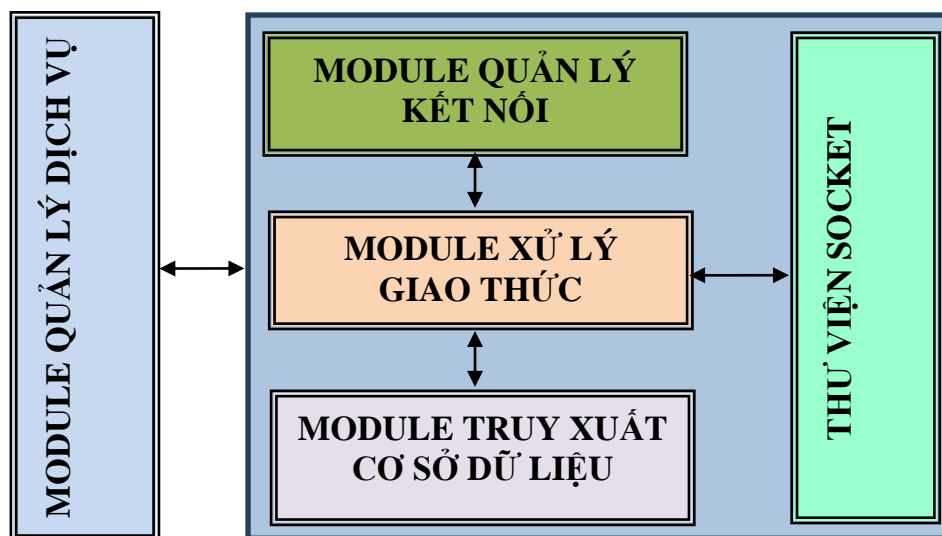 MODULE QUẢN LÝ DỊCH VỤ
MODULE QUẢN LÝ
KẾT NỐI
MODULE XỬ LÝ
GIAO THỨC
MODULE TRUY XUẤT
CƠ SỞ DỮ LIỆU
THƯ VIỆN SOCKET